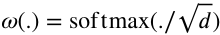 ω(.) = softmax(./√d)